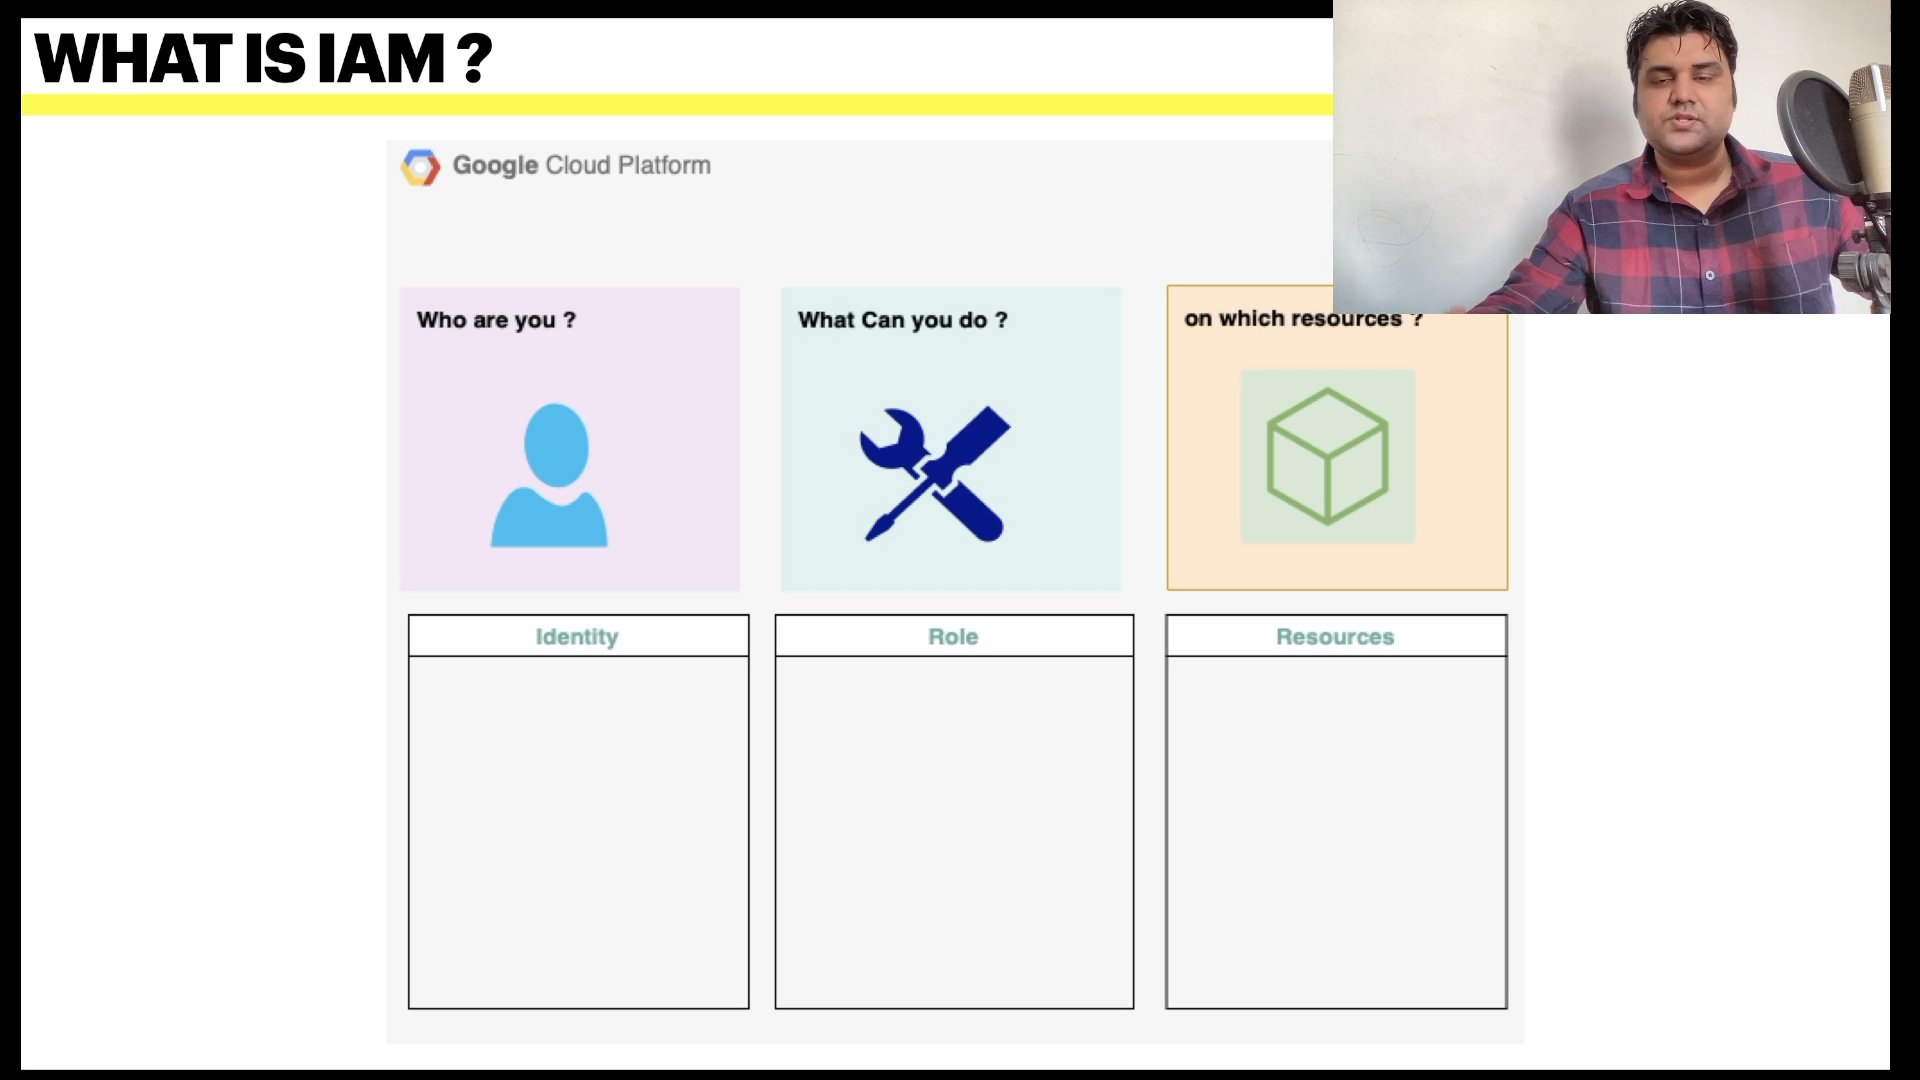 WHAT IS IAM ?
Google Cloud Platform
Who are you ?
What Can you do ?
on which resources ?
Identity
Role
Resources